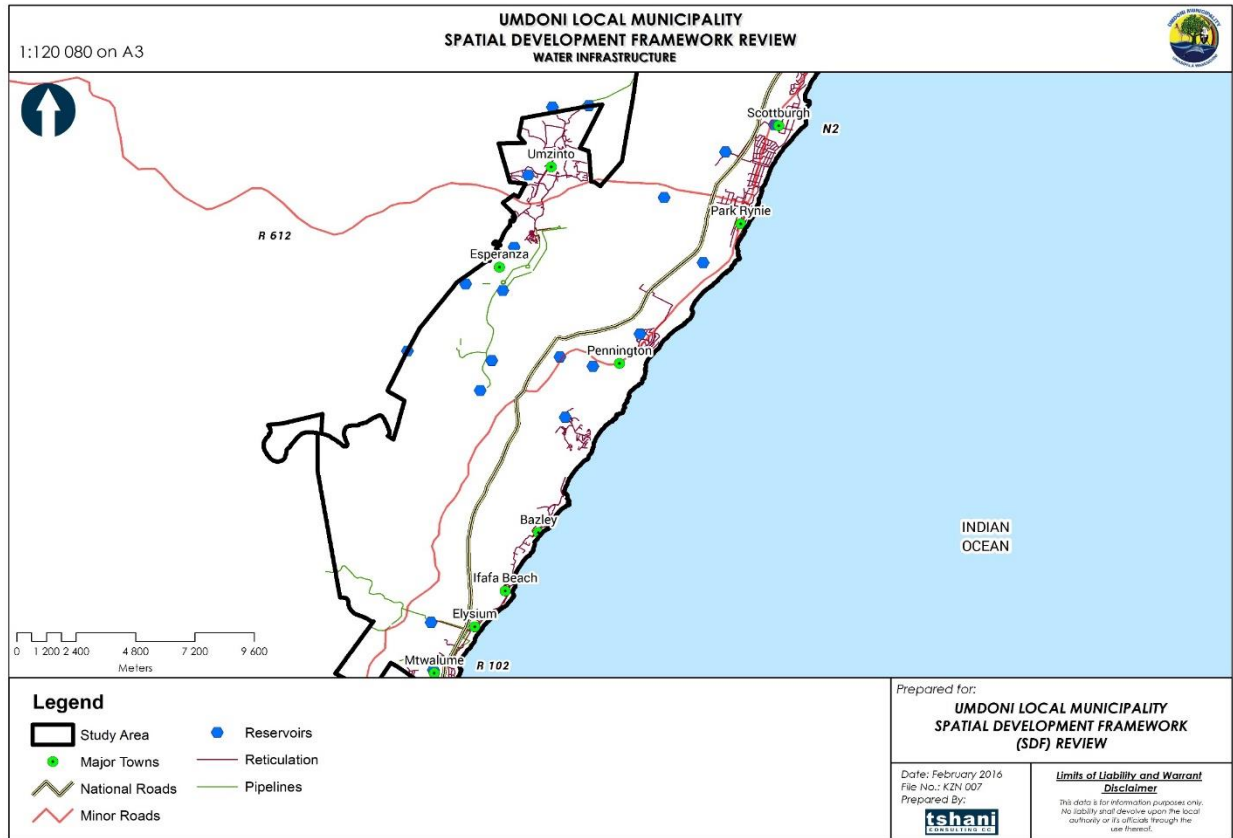 UMDONI LOCAL MUNICIPALITY
SPATIAL DEVELOPMENT FRAMEWORK REVIEW
WATER INFRASTRUCTURE
1:120 080 on A3
UMDONI MUNICIPALITY
Scottburgh
N2
Umzinto
Park Rynie
R 612
Esperanza
Pennington
Bazley
INDIAN
OCEAN
Ifafa Beach
Elysium
Mtwalume
R 102
0 1 200 2 400 4 800 7 200 9 600
Meters
Legend
Study Area
Major Towns
National Roads
Minor Roads
Reservoirs
Reticulation
Pipelines
Prepared for:
UMDONI LOCAL MUNICIPALITY
SPATIAL DEVELOPMENT FRAMEWORK
(SDF) REVIEW
Date: February 2016
File No.: KZN 007
Prepared By:
tshani
CONSULTING CC
Limits of Liability and Warrant
Disclaimer
This data is for information purposes only.
No liability shall devolve upon the local
authority or its officials through the
use thereof.